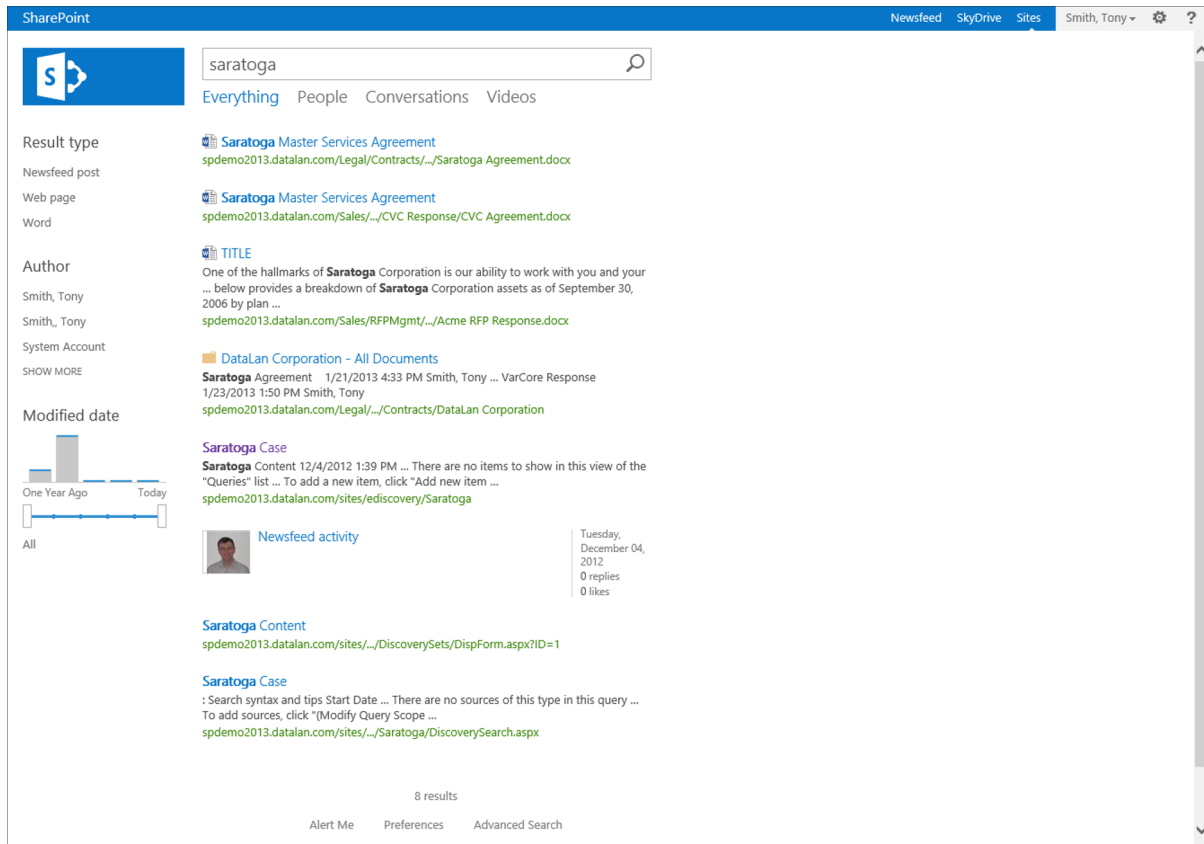 SharePoint
Newsfeed SkyDrive Sites Smith, Tony ?
S
saratoga
Everything People Conversations Videos
Result type
Newsfeed post
Web page
Word
Author
Smith, Tony
Smith,, Tony
System Account
SHOW MORE
Modified date
One Year Ago Today
All
Saratoga Master Services Agreement
spdemo2013.datalan.com/Legal/Contracts/.../Saratoga Agreement.docx
Saratoga Master Services Agreement
spdemo2013.datalan.com/Sales/.../CVC Response/CVC Agreement.docx
TITLE
One of the hallmarks of Saratoga Corporation is our ability to work with you and your
... below provides a breakdown of Saratoga Corporation assets as of September 30,
2006 by plan ...
spdemo2013.datalan.com/Sales/RFPMgmt/.../Acme RFP Response.docx
DataLan Corporation - All Documents
Saratoga Agreement 1/21/2013 4:33 PM Smith, Tony ... VarCore Response
1/23/2013 1:50 PM Smith, Tony
spdemo2013.datalan.com/Legal/.../Contracts/DataLan Corporation
Saratoga Case
Saratoga Content 12/4/2012 1:39 PM ... There are no items to show in this view of the
"Queries" list ... To add a new item, click "Add new item ...
spdemo2013.datalan.com/sites/ediscovery/Saratoga
Newsfeed activity
Tuesday,
December 04,
2012
0 replies
0 likes
Saratoga Content
spdemo2013.datalan.com/sites/.../DiscoverySets/DispForm.aspx?ID=1
Saratoga Case
: Search syntax and tips Start Date ... There are no sources of this type in this query ...
To add sources, click "(Modify Query Scope ...
spdemo2013.datalan.com/sites/.../Saratoga/DiscoverySearch.aspx
8 results
Alert Me Preferences Advanced Search